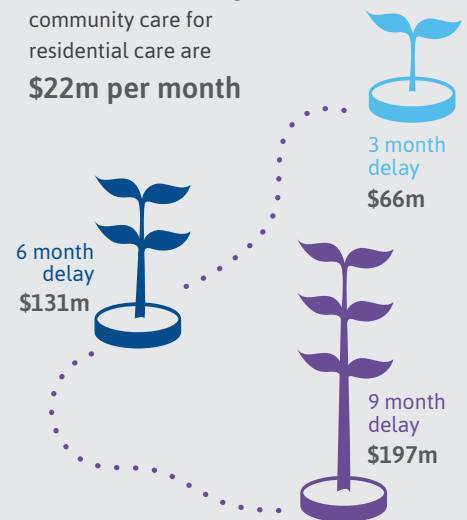 community care for
residential care are
$22m per month
3 month
delay
$66m
6 month
delay
$131m
9 month
delay
$197m